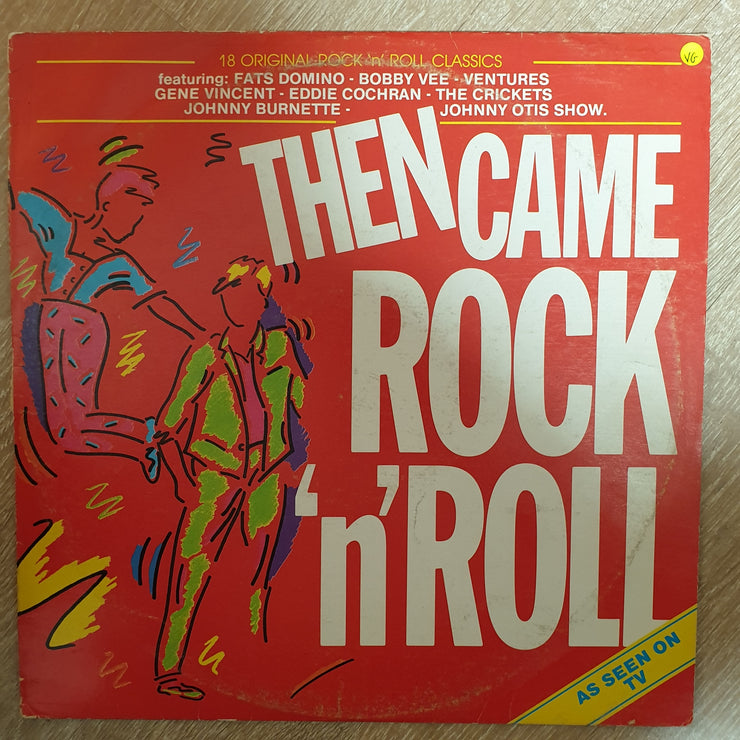 18 ORIGINAL ROCK 'n' ROLL CLASSICS
featuring: FATS DOMINO - BOBBY VEE - VENTURES
GENE VINCENT - EDDIE COCHRAN - THE CRICKETS
JOHNNY BURNETTE - JOHNNY OTIS SHOW.
VG
THEN CAME
ROCK
'n' ROLL
AS SEEN ON
TV